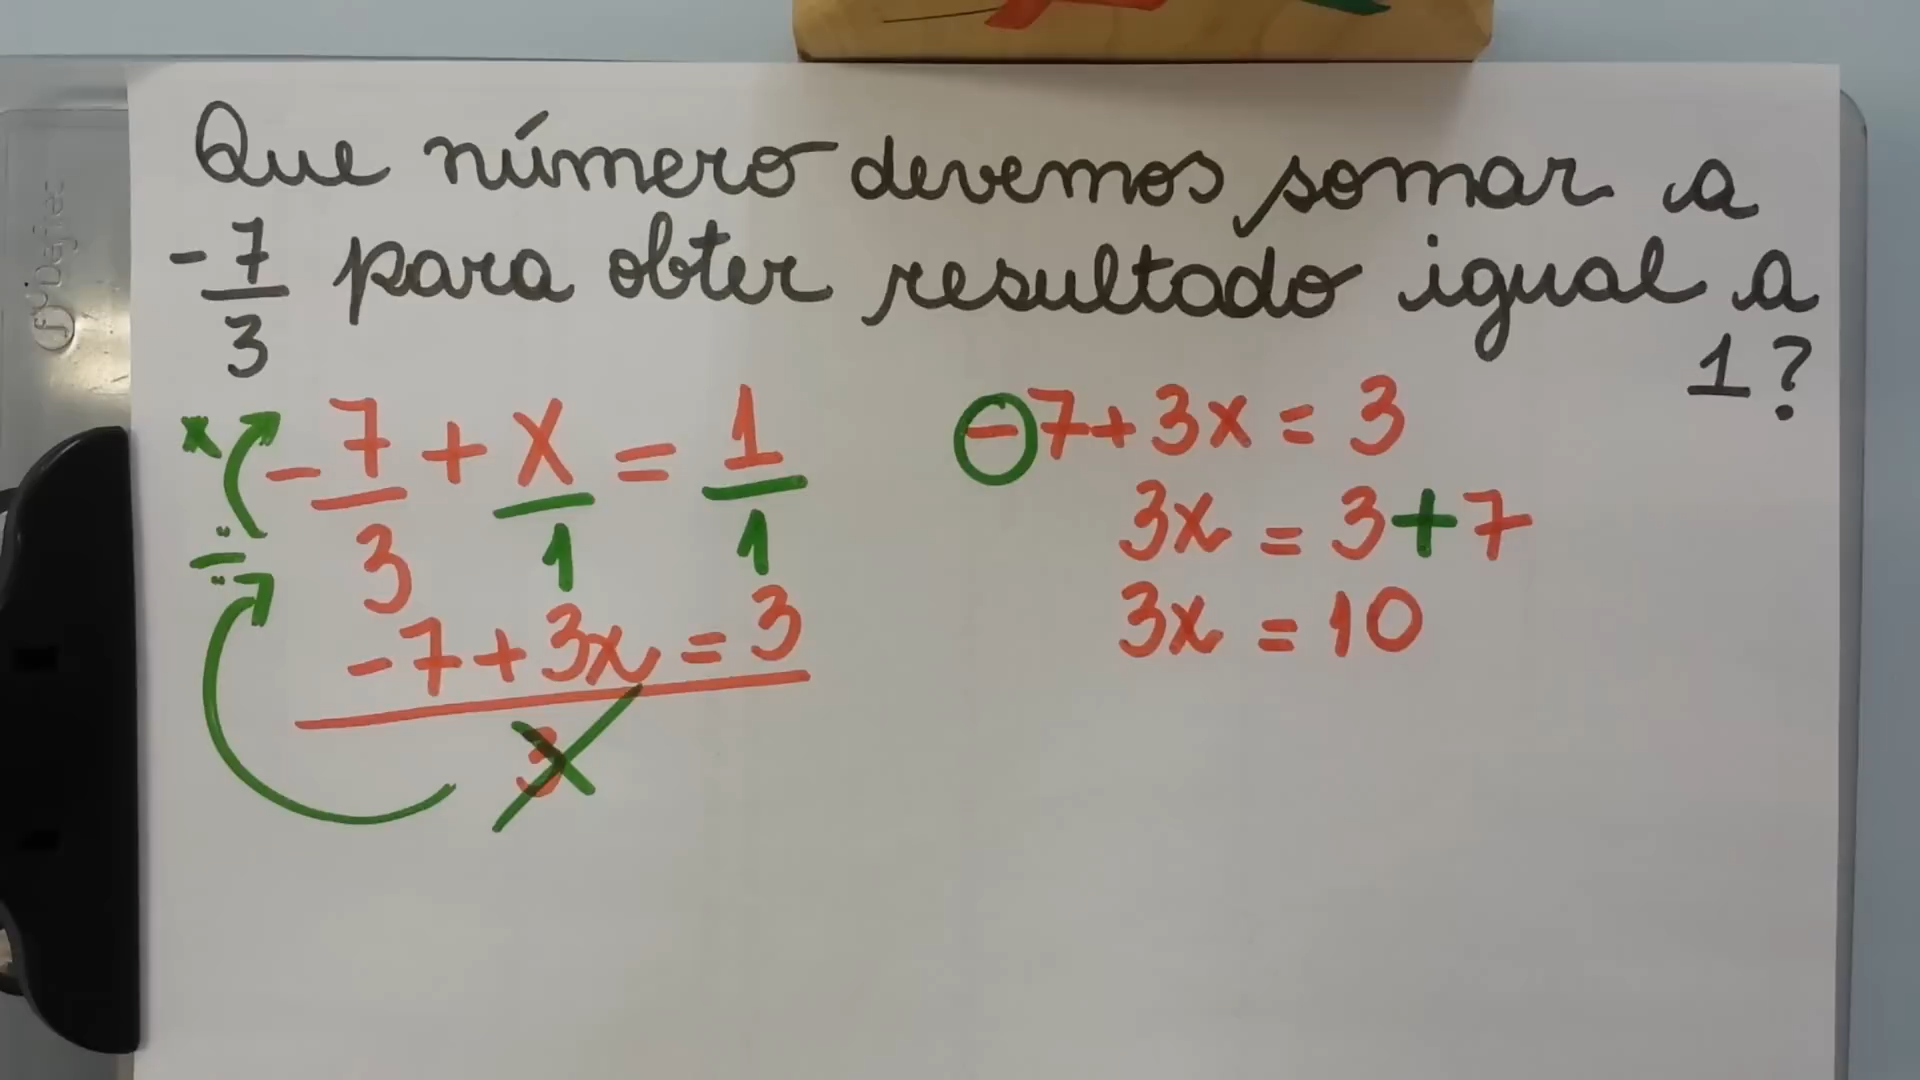 Que número devemos somar a
-7/3 para obter resultado igual a
1?
× -7/3 + x/1 = 1/1
÷
-7+3x=3
3
-7+3x=3
3x=3+7
3x=10